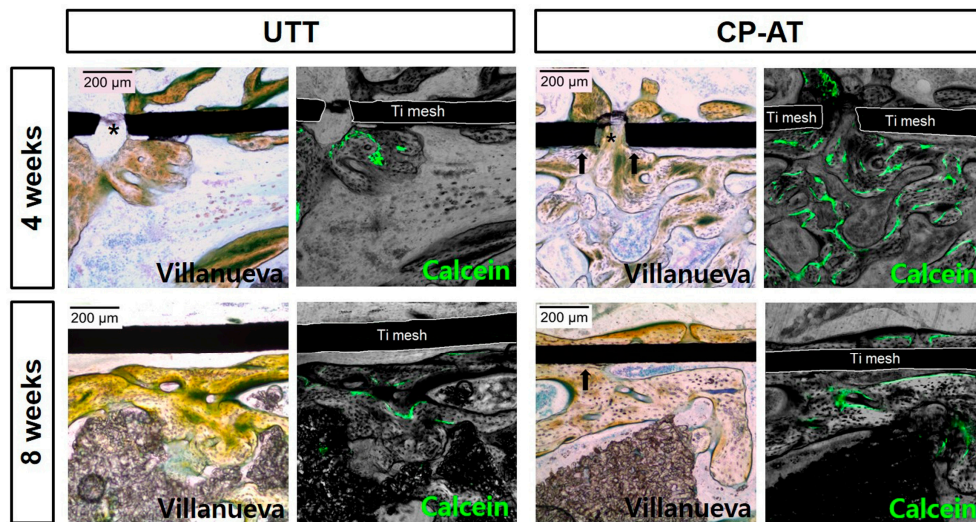 UTT
CP-AT
4 weeks
200 µm
*
Villanueva
Ti mesh
Calcein
200 µm
*
Villanueva
Ti mesh
Ti mesh
Calcein
8 weeks
200 µm
Villanueva
Ti mesh
Calcein
200 µm
Villanueva
Ti mesh
Calcein